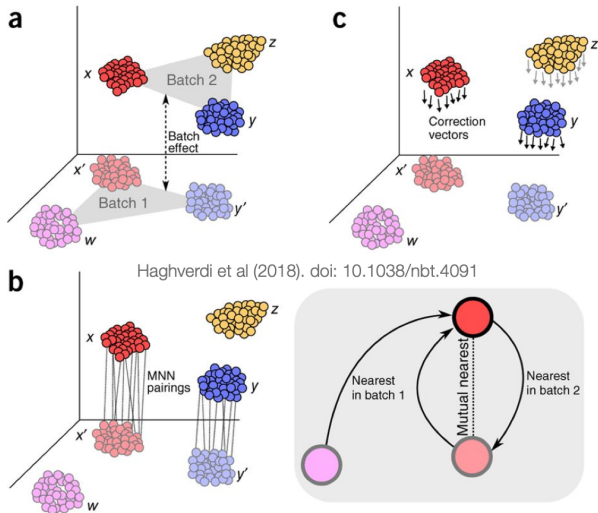 a
x
z
Batch 2
y
Batch
effect
x'
Batch 1
y'
w
c
x
z
Correction
vectors
y
x'
y'
w
Haghverdi et al (2018). doi: 10.1038/nbt.4091
b
x
z
MNN
pairings
y
x'
y'
w
Nearest
in batch 1
Mutual nearest
Nearest
in batch 2